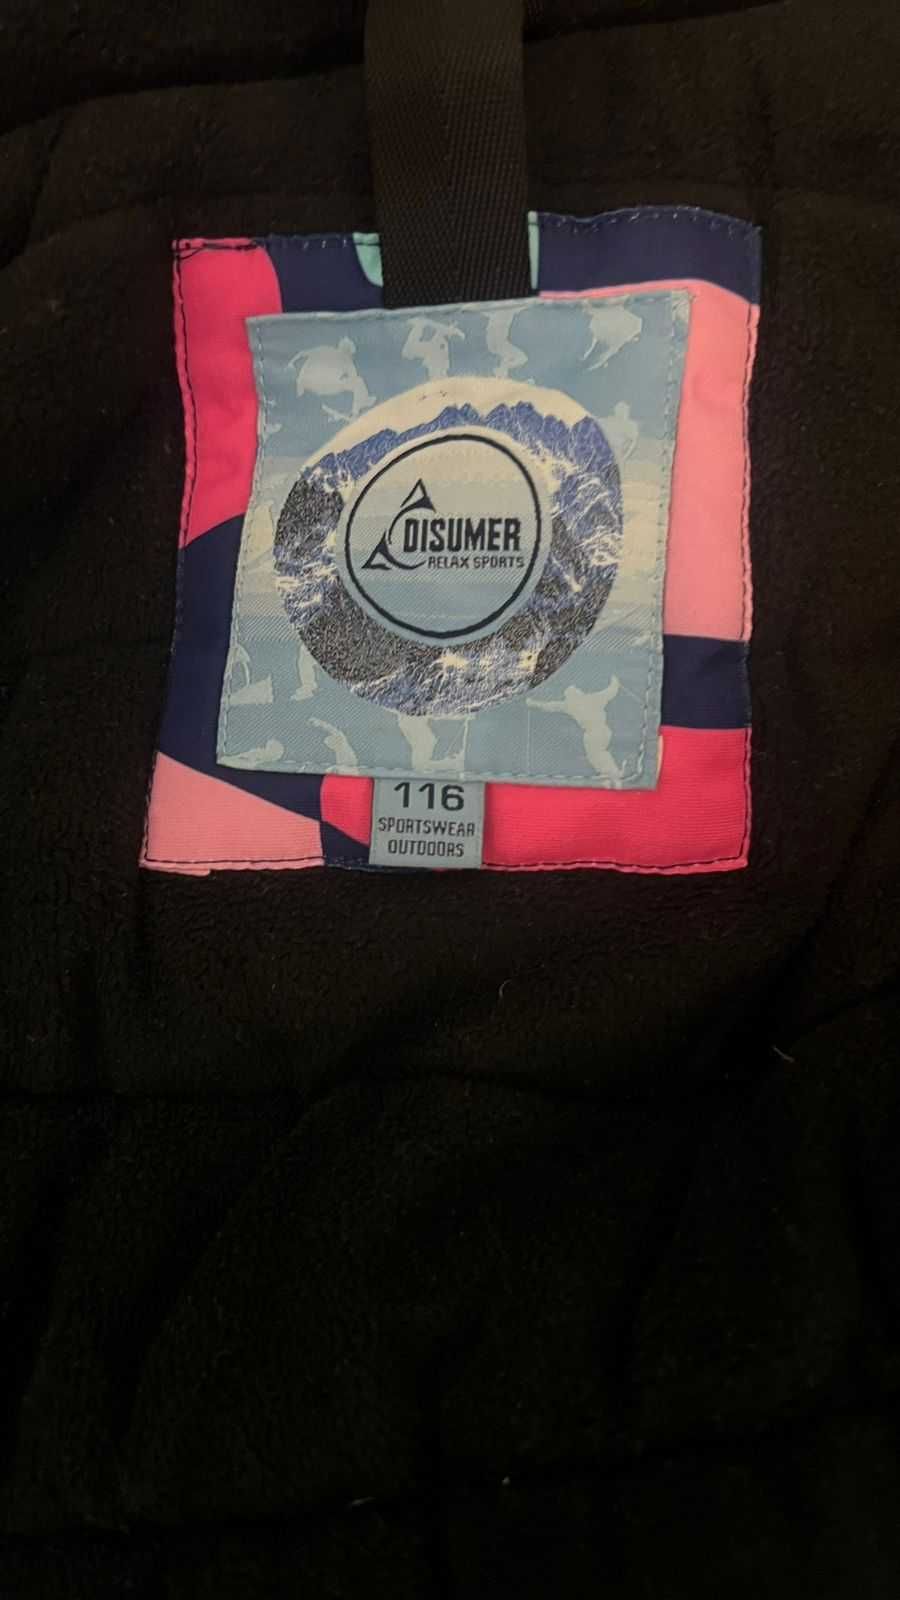 DISUMER
RELAX SPORTS
116
SPORTSWEAR
OUTDOORS